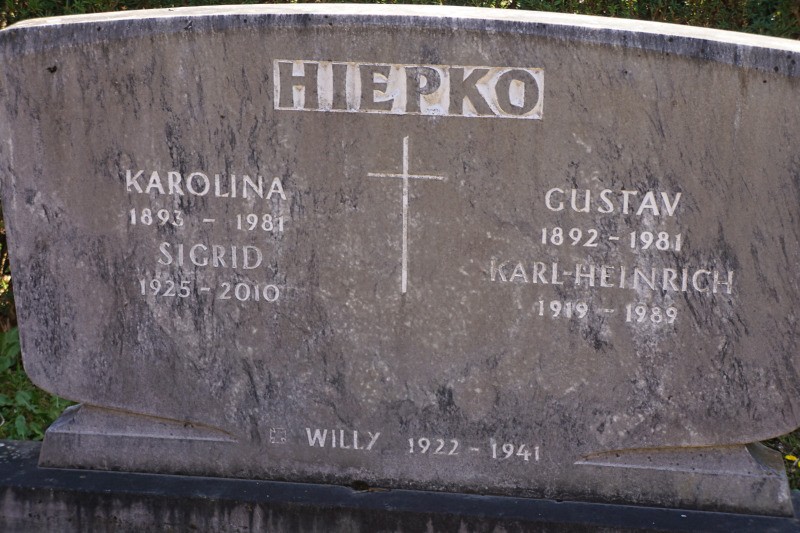 HIEPKO
KAROLINA
1893 - 1981
SIGRID
1925 - 2010
GUSTAV
1892 - 1981
KARL-HEINRICH
1919 - 1989
WILLY 1922 - 1941